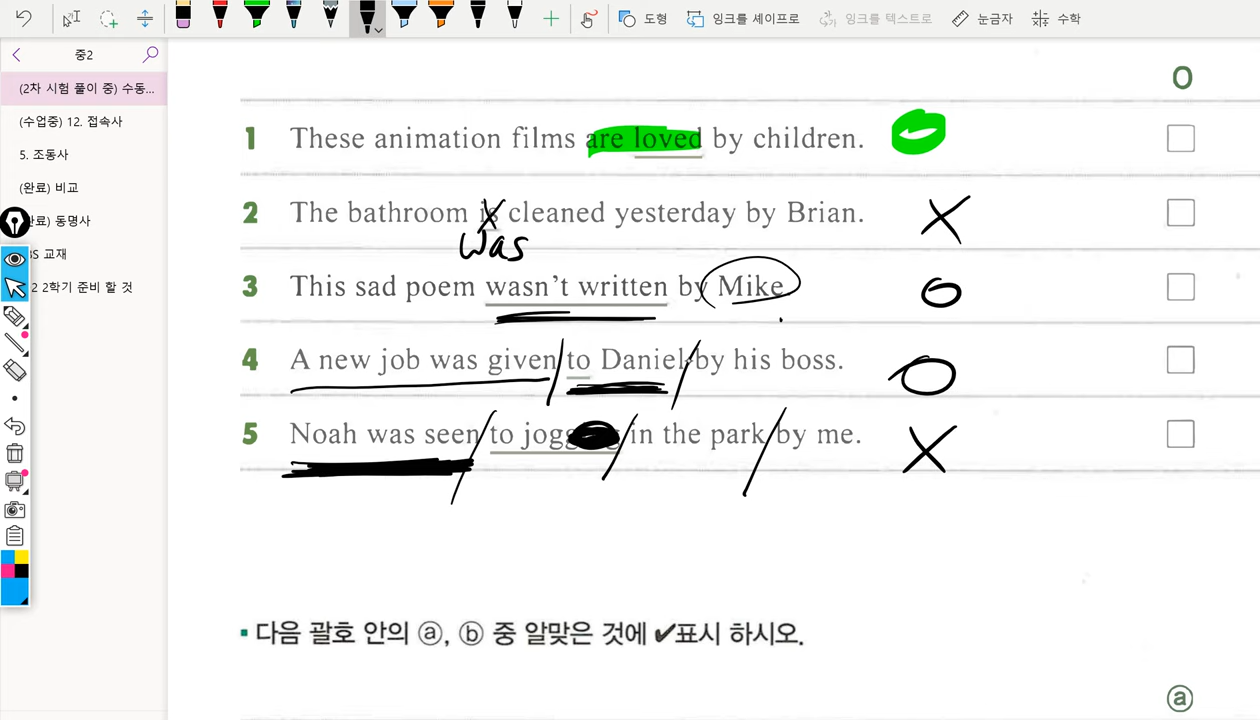 도형 잉크를 셰이프로 잉크를 텍스트로 눈금자 수학
중2
(2차 시험 풀이 중) 수동...
(수업중) 12. 접속사
5. 조동사
(완료) 비교
료) 동명사
교재
2 2학기 준비 할 것
O
1 These animation films are loved by children.
2 The bathroom is cleaned yesterday by Brian. X
was
3 This sad poem wasn't written by Mike. O
4 A new job was given to Daniel by his boss. O
5 Noah was seen to jogg g in the park by me. X
▪ 다음 괄호 안의 ⓐ, ⓑ 중 알맞은 것에 ✔표시 하시오.
ⓐ